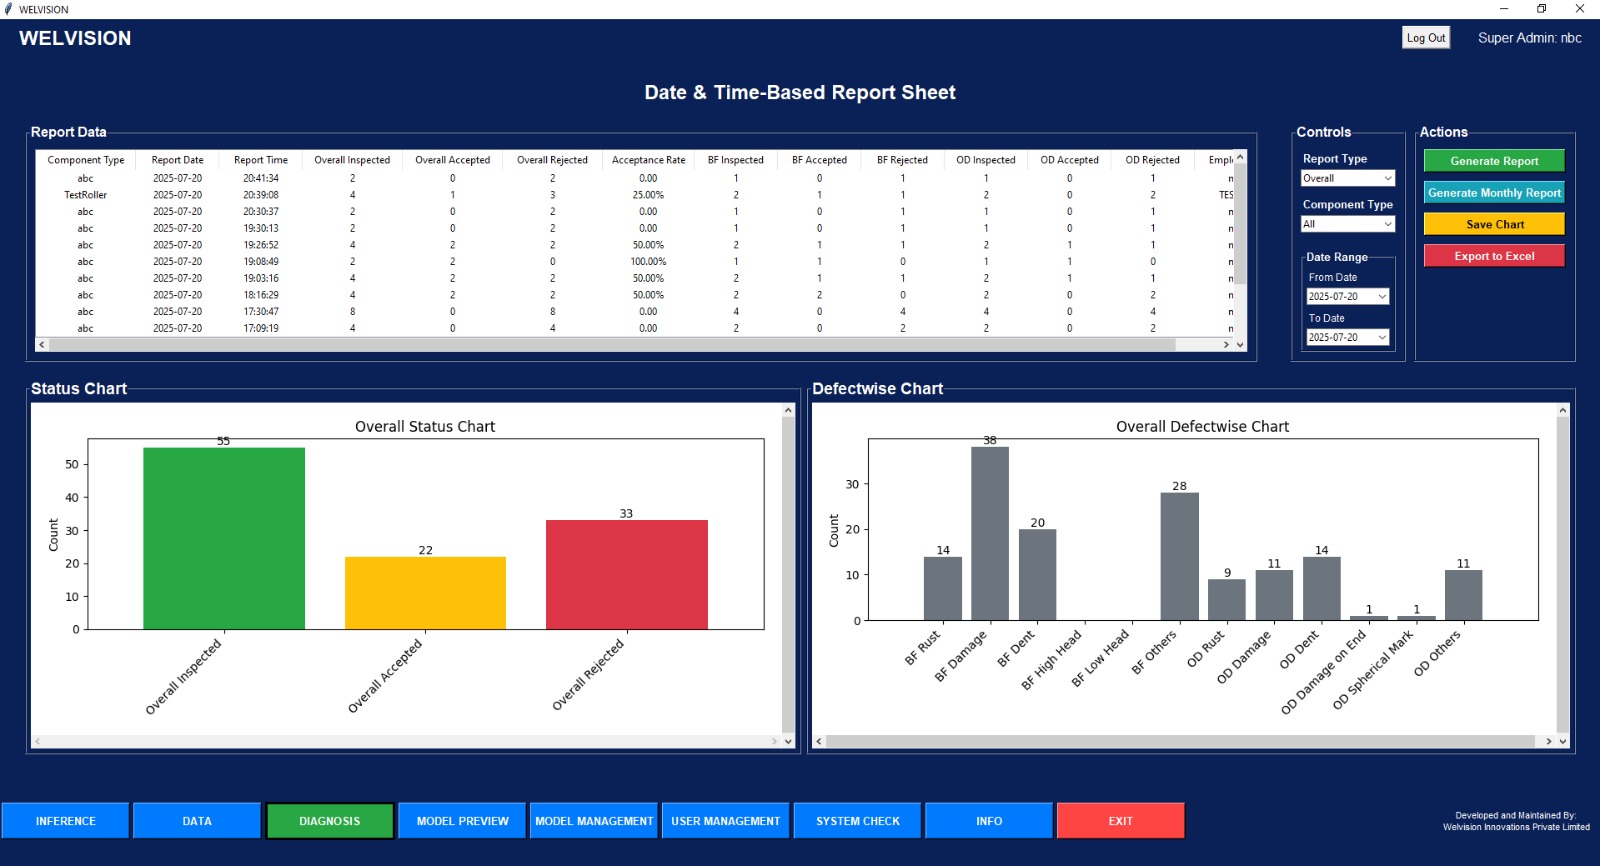 WELVISION
WELVISION
Log Out
Super Admin: nbc
Date & Time-Based Report Sheet
Report Data
Component Type Report Date Report Time Overall Inspected Overall Accepted Overall Rejected Acceptance Rate BF Inspected BF Accepted BF Rejected OD Inspected OD Accepted OD Rejected
abc 2025-07-20 20:41:34 2 0 2 0.00 1 0 1 1 0 1
TestRoller 2025-07-20 20:39:08 4 1 3 25.00% 2 1 1 2 0 2 TES
abc 2025-07-20 20:30:37 2 0 2 0.00 1 0 1 1 0 1
abc 2025-07-20 19:30:13 2 0 2 0.00 1 0 1 1 0 1
abc 2025-07-20 19:26:52 4 2 2 50.00% 2 1 1 2 1 1
abc 2025-07-20 19:08:49 2 2 0 100.00% 1 1 0 1 1 0
abc 2025-07-20 19:03:16 4 2 2 50.00% 2 1 1 2 1 1
abc 2025-07-20 18:16:29 4 2 2 50.00% 2 2 0 2 0 2
abc 2025-07-20 17:30:47 8 0 8 0.00 4 0 4 4 0 4
abc 2025-07-20 17:09:19 4 0 4 0.00 2 0 2 2 0 2
Controls
Report Type
Overall
Component Type
All
Date Range
From Date
2025-07-20
To Date
2025-07-20
Actions
Generate Report
Generate Monthly Report
Save Chart
Export to Excel
Status Chart
Overall Status Chart
Count
50
40
30
20
10
0
55
22
33
Overall Inspected
Overall Accepted
Overall Rejected
Defectwise Chart
Overall Defectwise Chart
Count
30
20
10
0
14
38
20
28
9
11
14
1
1
11
BF Rust
BF Damage
BF Dent
BF High Head
BF Low Head
BF Others
OD Rust
OD Damage
OD Dent
OD Damage on End
OD Spherical Mark
OD Others
INFERENCE
DATA
DIAGNOSIS
MODEL PREVIEW
MODEL MANAGEMENT
USER MANAGEMENT
SYSTEM CHECK
INFO
EXIT
Developed and Maintained By:
Welvision Innovations Private Limited